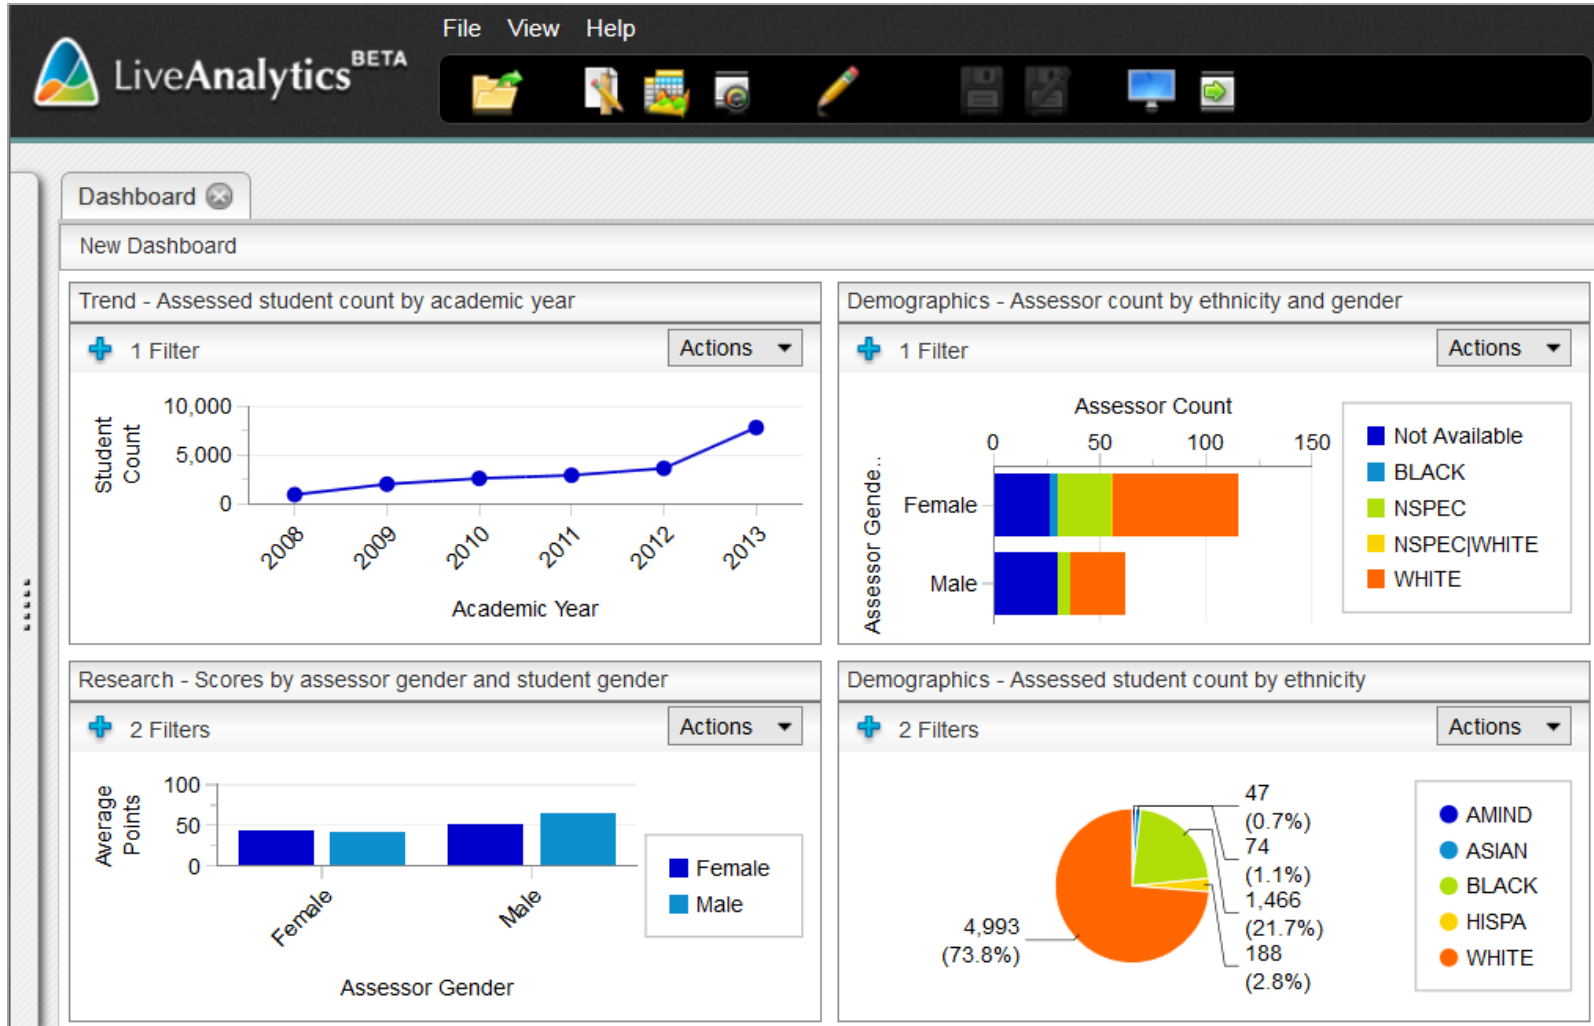 File View Help
LiveAnalytics BETA
Dashboard
New Dashboard
Trend - Assessed student count by academic year
1 Filter
Actions
Student
Count
10,000
5,000
0
2008
2009
2010
2011
2012
2013
Academic Year
Demographics - Assessor count by ethnicity and gender
1 Filter
Actions
Assessor Count
0 50 100 150
Assessor Gende..
Female
Male
Not Available
BLACK
NSPEC
NSPEC|WHITE
WHITE
Research - Scores by assessor gender and student gender
2 Filters
Actions
Average
Points
100
50
0
Female
Male
Assessor Gender
Female
Male
Demographics - Assessed student count by ethnicity
2 Filters
Actions
47
(0.7%)
74
(1.1%)
1,466
(21.7%)
188
(2.8%)
4,993
(73.8%)
AMIND
ASIAN
BLACK
HISPA
WHITE